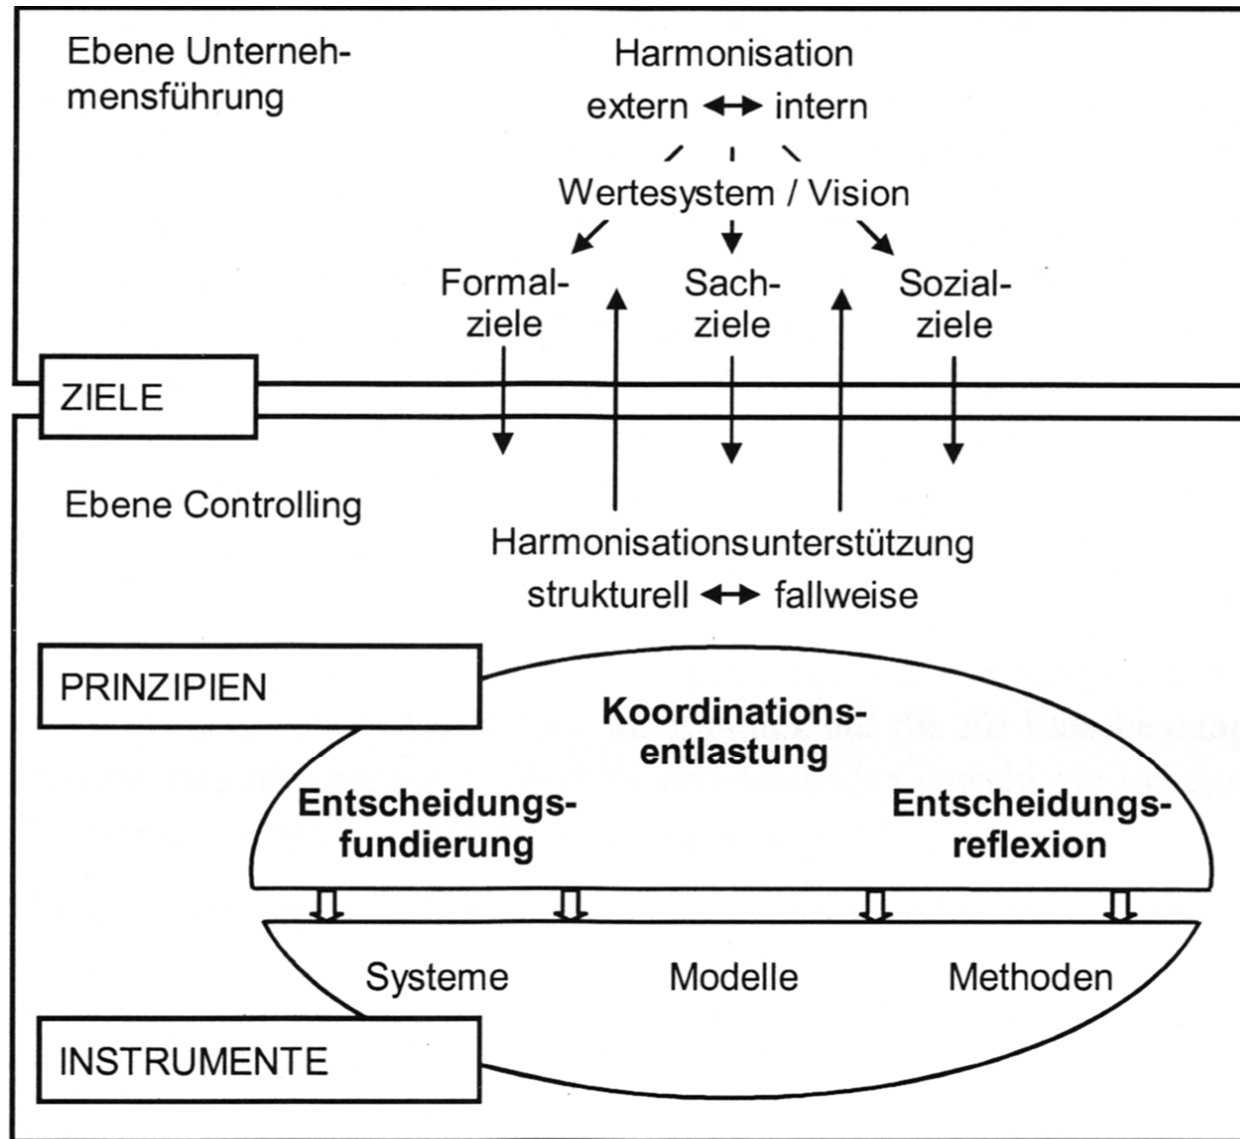 Ebene Unterneh-
mensführung
Harmonisation
extern intern
Wertesystem / Vision
Formal-
ziele
Sach-
ziele
Sozial-
ziele
ZIELE
Ebene Controlling
Harmonisationsunterstützung
strukturell fallweise
PRINZIPIEN
Koordinations-
entlastung
Entscheidungs-
fundierung
Entscheidungs-
reflexion
Systeme Modelle Methoden
INSTRUMENTE